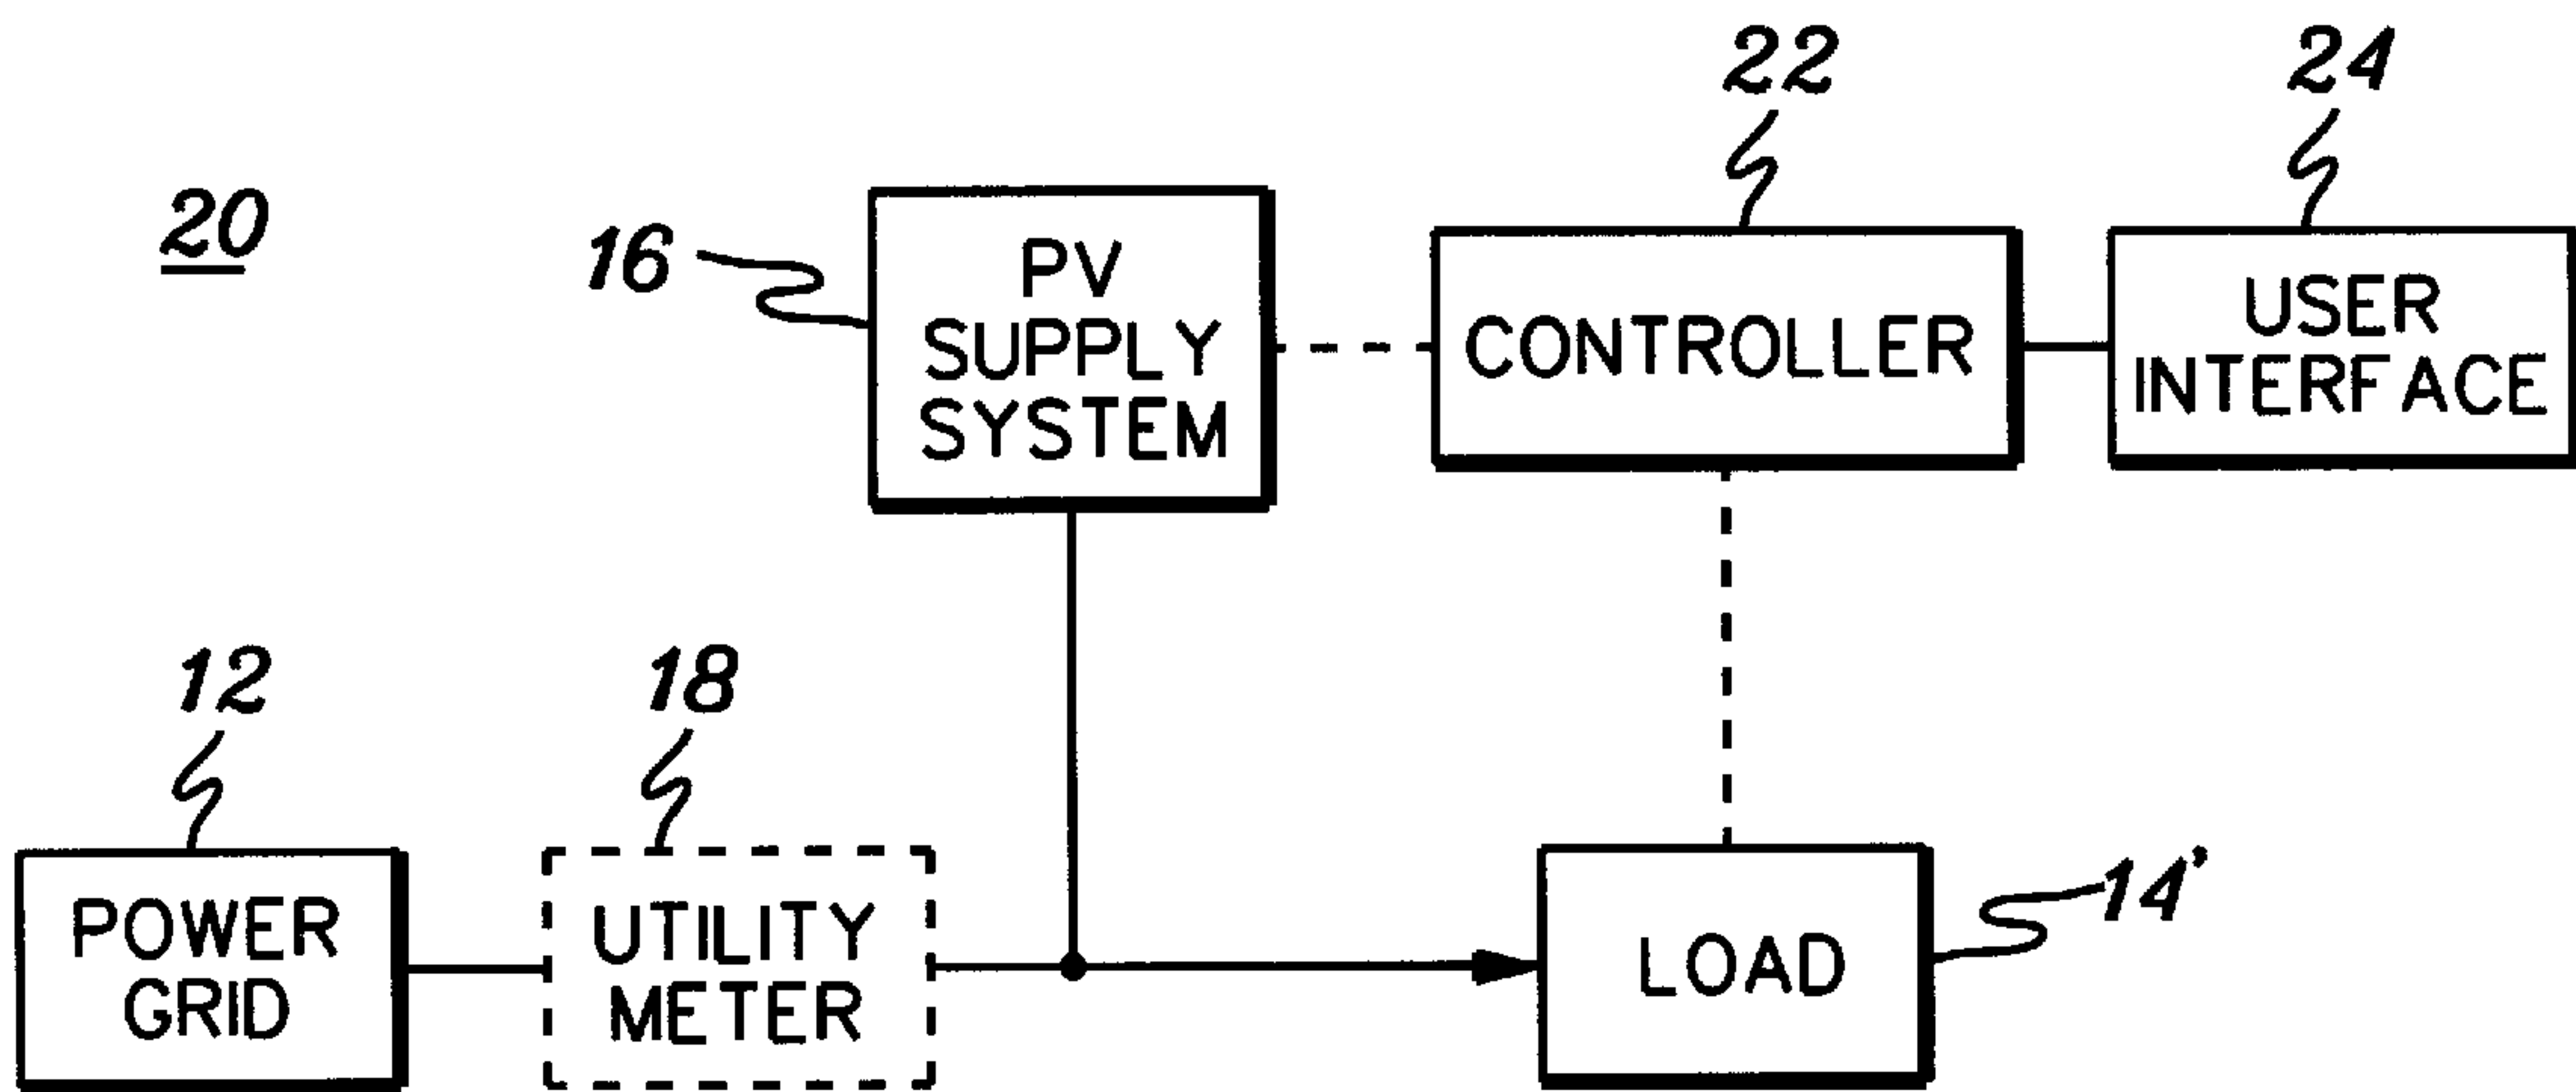 20
22
24
16
PV
SUPPLY
SYSTEM
CONTROLLER
USER
INTERFACE
12
18
14'
POWER
GRID
UTILITY
METER
LOAD